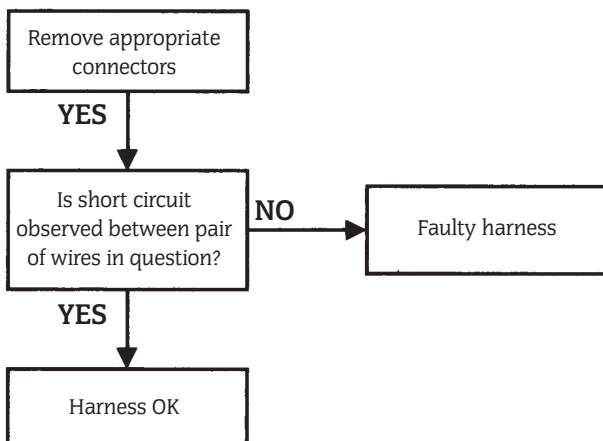 Remove appropriate
connectors
YES
Is short circuit
observed between pair
of wires in question?
NO
Faulty harness
YES
Harness OK